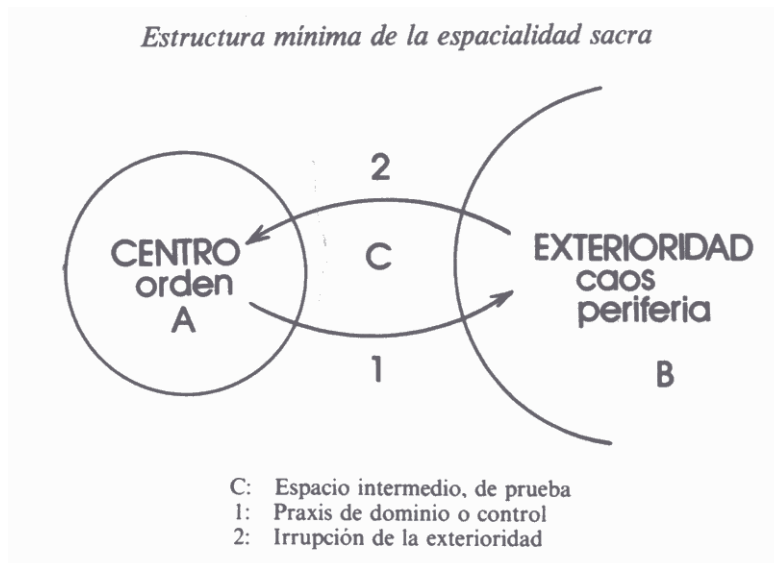 Estructura mínima de la espacialidad sacra
2
CENTRO
orden
A
C
EXTERIORIDAD
caos
periferia
B
1
C: Espacio intermedio, de prueba
1: Praxis de dominio o control
2: Irrupción de la exterioridad